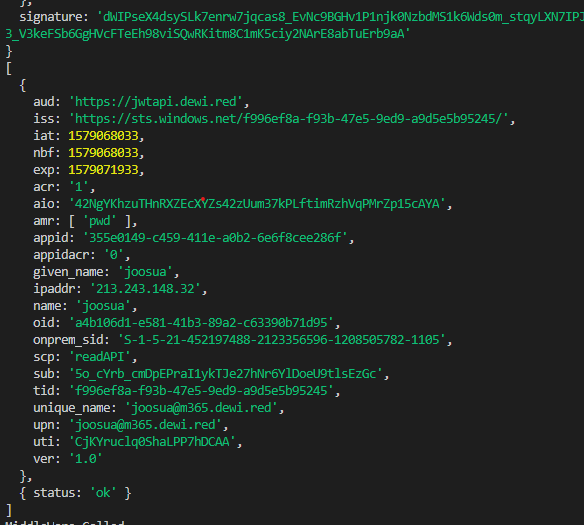 },
signature: 'dWIPseX4dsySLk7enrw7jqcas8_EvNc9BGHv1P1njk0NzbdMS1k6Wds0m_stqyLXN7IPI
3_V3keFSb6GgHVcFTeEh98viSQwRKitm8C1mK5ciy2NArE8abTuErb9aA'
}
[
{
aud: 'https://jwtapi.dewi.red',
iss: 'https://sts.windows.net/f996ef8a-f93b-47e5-9ed9-a9d5e5b95245/',
iat: 1579068033,
nbf: 1579068033,
exp: 1579071933,
acr: '1',
aio: '42NgYKhzuTHnRXZEcXYZs42zUum37kPLftimRzhVqPMrZp15cAYA',
amr: [ 'pwd' ],
appid: '355e0149-c459-411e-a0b2-6e6f8cee286f',
appidacr: '0',
given_name: 'joosua',
ipaddr: '213.243.148.32',
name: 'joosua',
oid: 'a4b106d1-e581-41b3-89a2-c63390b71d95',
onprem_sid: 'S-1-5-21-452197488-2123356596-1208505782-1105',
scp: 'readAPI',
sub: '5o_cYrb_cmDpEPraI1ykTJe27hNr6YlDoeU9tlsEzGc',
tid: 'f996ef8a-f93b-47e5-9ed9-a9d5e5b95245',
unique_name: 'joosua@m365.dewi.red',
upn: 'joosua@m365.dewi.red',
uti: 'CjKYruclq0ShaLPP7hDCAA',
ver: '1.0'
},
{ status: 'ok' }
]